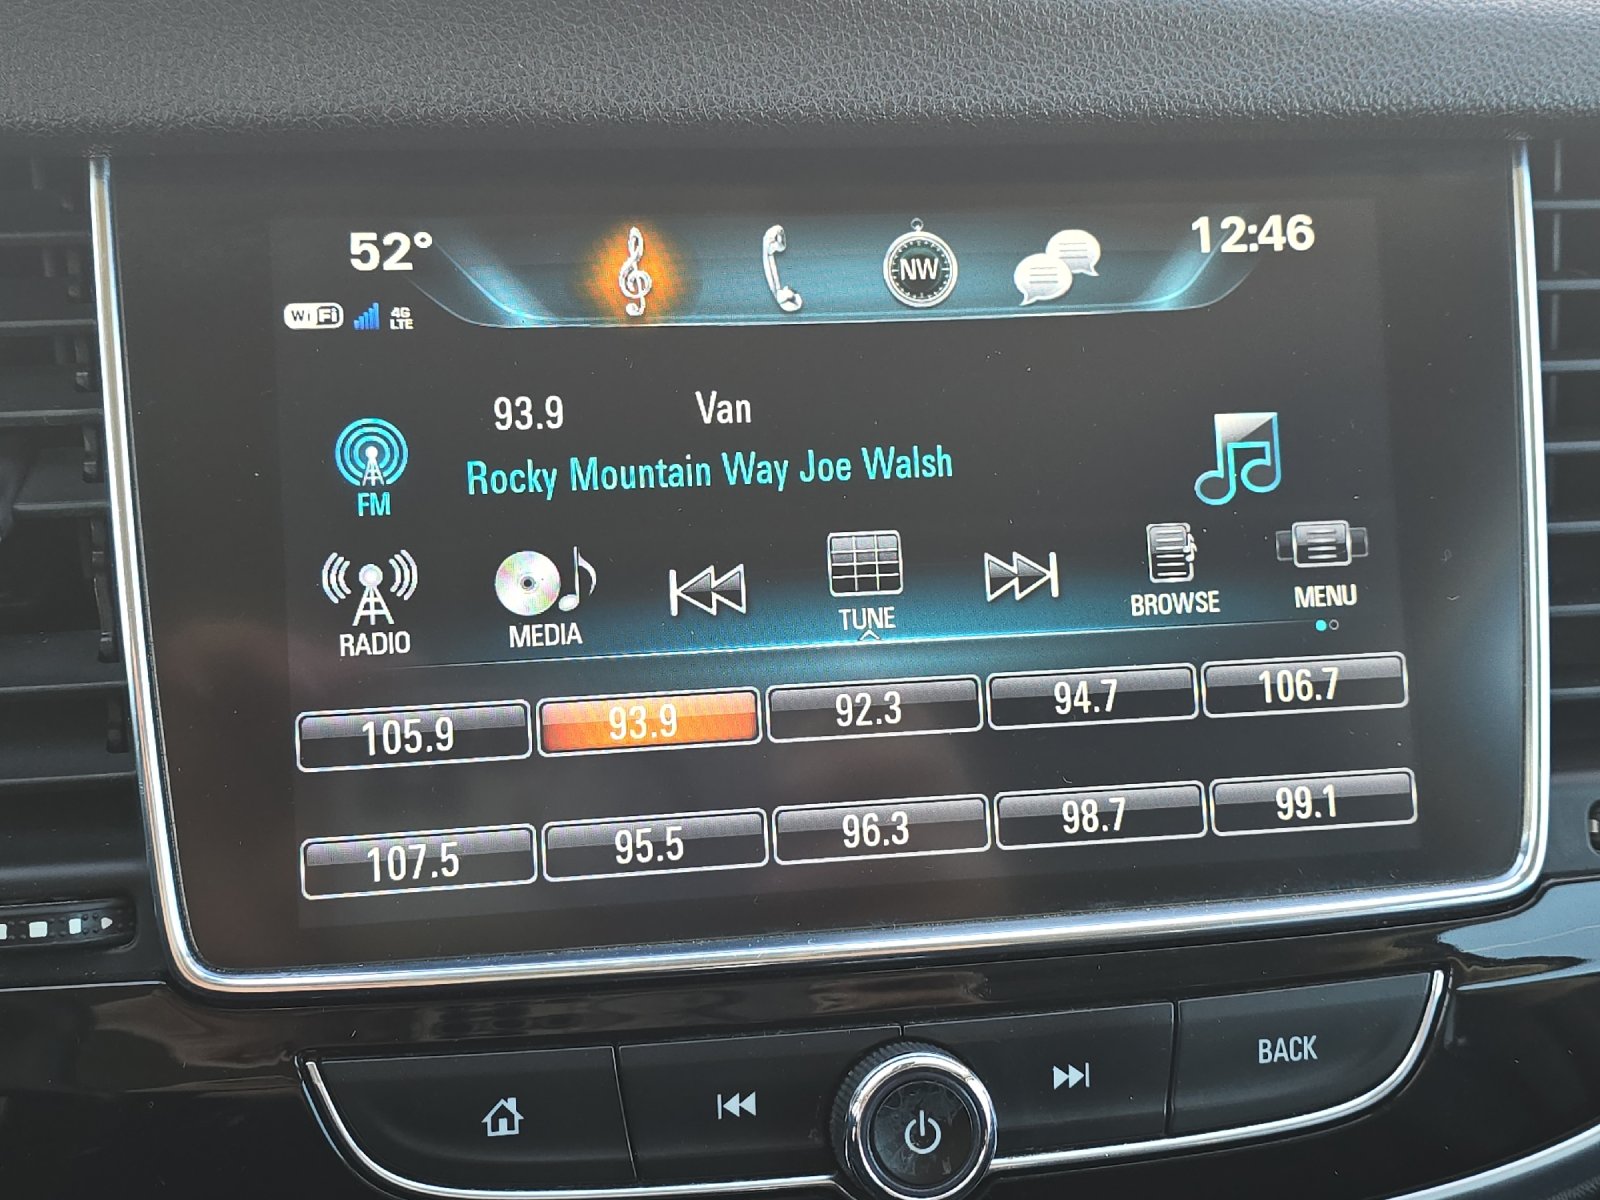 52° 12:46
NW
WiFi 4G LTE
93.9 Van
FM Rocky Mountain Way Joe Walsh
RADIO MEDIA TUNE BROWSE MENU
105.9 93.9 92.3 94.7 106.7
107.5 95.5 96.3 98.7 99.1
BACK